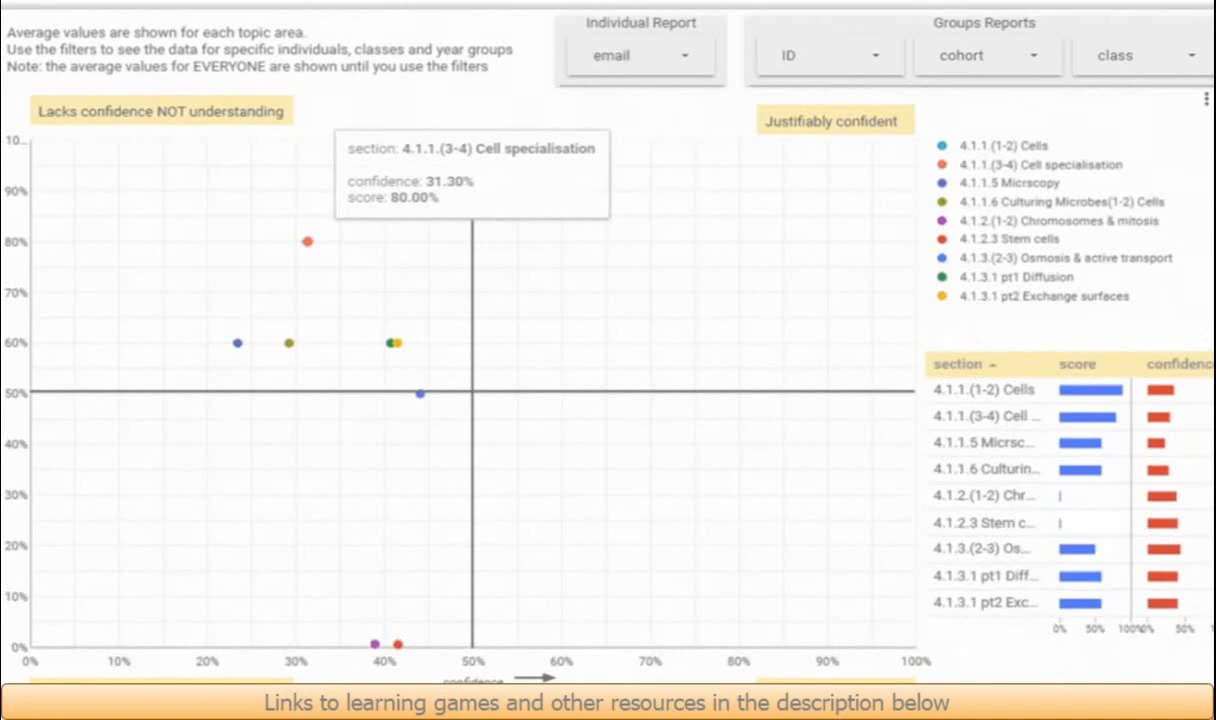 Average values are shown for each topic area.
Use the filters to see the data for specific individuals, classes and year groups
Note: the average values for EVERYONE are shown until you use the filters
Individual Report
email
Groups Reports
ID
cohort
class
Lacks confidence NOT understanding
Justifiably confident
section: 4.1.1.(3-4) Cell specialisation
confidence: 31.30%
score: 80.00%
10...
90%
80%
70%
60%
50%
40%
30%
20%
10%
0%
0%
10%
20%
30%
40%
50%
60%
70%
80%
90%
100%
confidence
4.1.1.(1-2) Cells
4.1.1.(3-4) Cell specialisation
4.1.1.5 Micrscopy
4.1.1.6 Culturing Microbes(1-2) Cells
4.1.2.(1-2) Chromosomes & mitosis
4.1.2.3 Stem cells
4.1.3.(2-3) Osmosis & active transport
4.1.3.1 pt1 Diffusion
4.1.3.1 pt2 Exchange surfaces
section score confidenc
4.1.1.(1-2) Cells
4.1.1.(3-4) Cell ...
4.1.1.5 Micrsc...
4.1.1.6 Culturin...
4.1.2.(1-2) Chr...
4.1.2.3 Stem c...
4.1.3.(2-3) Os...
4.1.3.1 pt1 Diff...
4.1.3.1 pt2 Exc...
0% 50% 100% 0% 50%
Links to learning games and other resources in the description below